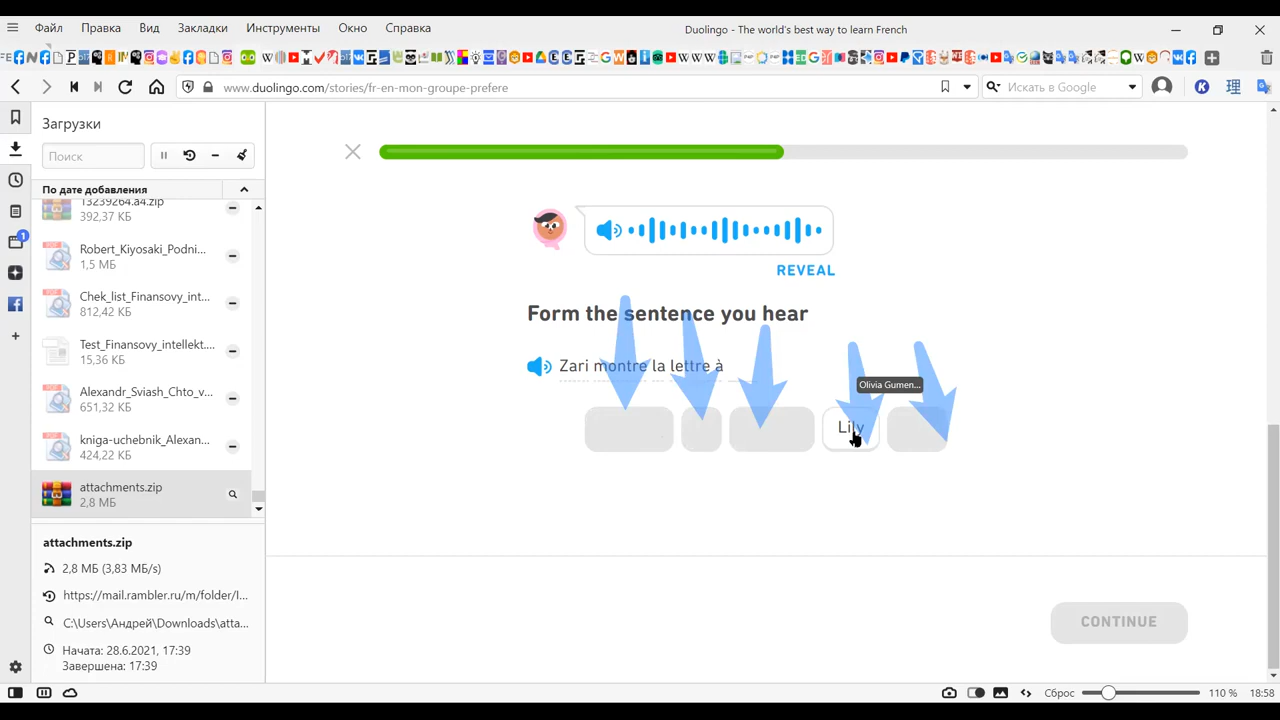 Файл Правка Вид Закладки Инструменты Окно Справка
Duolingo - The world's best way to learn French
www.duolingo.com/stories/fr-en-mon-groupe-prefere
Искать в Google
Загрузки
Поиск
По дате добавления
13239264.a4.zip
392,37 КБ
Robert_Kiyosaki_Podni...
1,5 МБ
Chek_list_Finansovy_int...
812,42 КБ
Test_Finansovy_intellekt....
15,36 КБ
Alexandr_Sviash_Chto_v...
651,32 КБ
kniga-uchebnik_Alexan...
424,22 КБ
attachments.zip
2,8 МБ
attachments.zip
2,8 МБ (3,83 МБ/s)
https://mail.rambler.ru/m/folder/I...
C:\Users\Андрей\Downloads\atta...
Начата: 28.6.2021, 17:39
Завершена: 17:39
1
REVEAL
Form the sentence you hear
Zari montre la lettre à
Olivia Gumen...
Lily
CONTINUE
Сброс
110 %
18:58